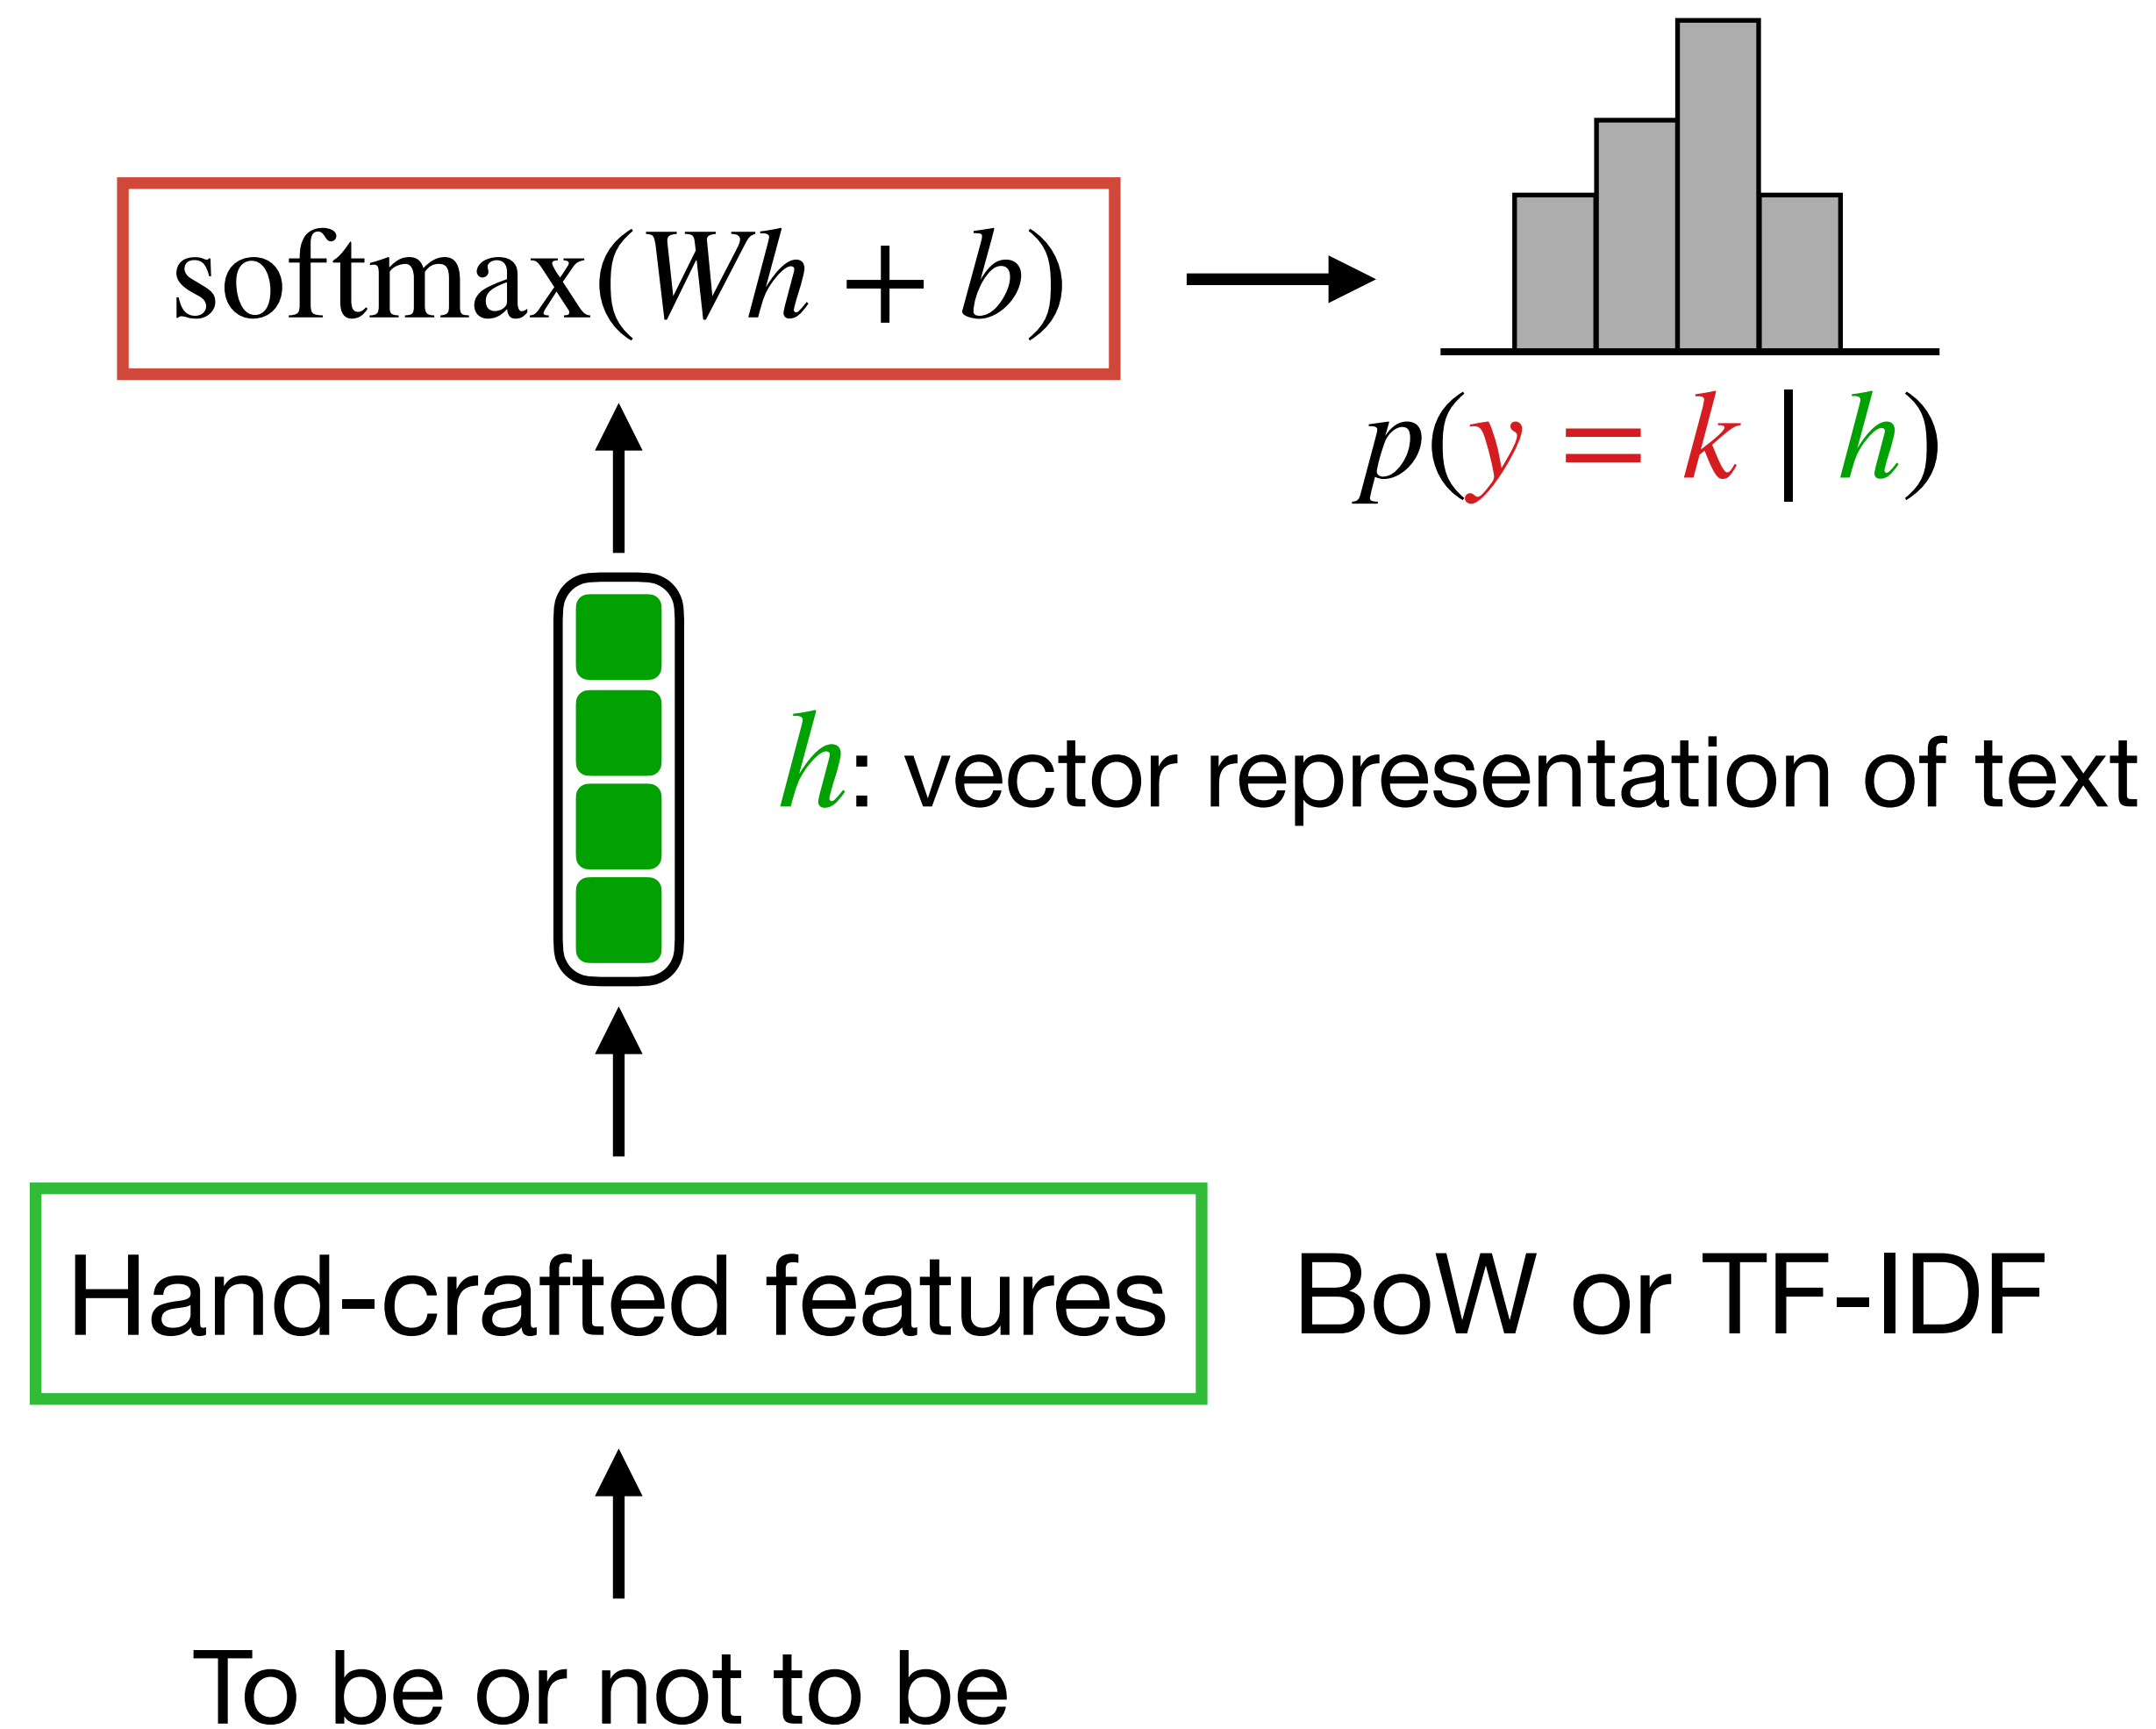 softmax(Wh + b)
p(y = k | h)
h: vector representation of text
Hand-crafted features
BoW or TF-IDF
To be or not to be